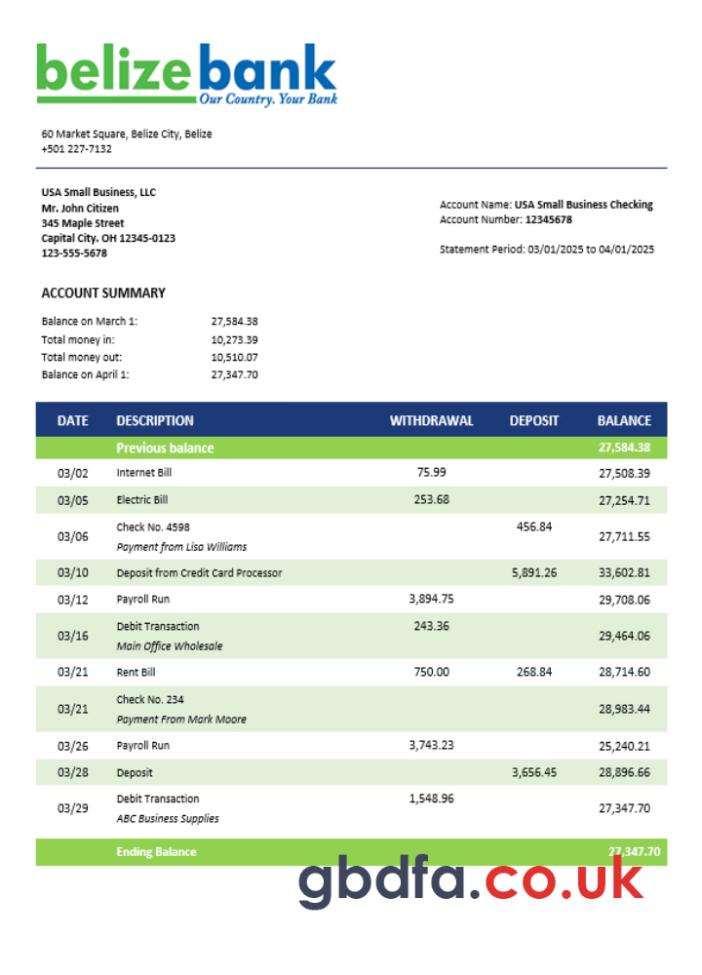 belizebank
Our Country. Your Bank
60 Market Square, Belize City, Belize
+501 227-7132
USA Small Business, LLC
Mr. John Citizen
345 Maple Street
Capital City. OH 12345-0123
123-555-5678
Account Name: USA Small Business Checking
Account Number: 12345678
Statement Period: 03/01/2025 to 04/01/2025
ACCOUNT SUMMARY
Balance on March 1: 27,584.38
Total money in: 10,273.39
Total money out: 10,510.07
Balance on April 1: 27,347.70
DATE DESCRIPTION WITHDRAWAL DEPOSIT BALANCE
Previous balance 27,584.38
03/02 Internet Bill 75.99 27,508.39
03/05 Electric Bill 253.68 27,254.71
03/06 Check No. 4598 456.84 27,711.55
Payment from Lisa Williams
03/10 Deposit from Credit Card Processor 5,891.26 33,602.81
03/12 Payroll Run 3,894.75 29,708.06
03/16 Debit Transaction 243.36 29,464.06
Main Office Wholesale
03/21 Rent Bill 750.00 268.84 28,714.60
03/21 Check No. 234 28,983.44
Payment From Mark Moore
03/26 Payroll Run 3,743.23 25,240.21
03/28 Deposit 3,656.45 28,896.66
03/29 Debit Transaction 1,548.96 27,347.70
ABC Business Supplies
Ending Balance 27,347.70
gbdfa.co.uk